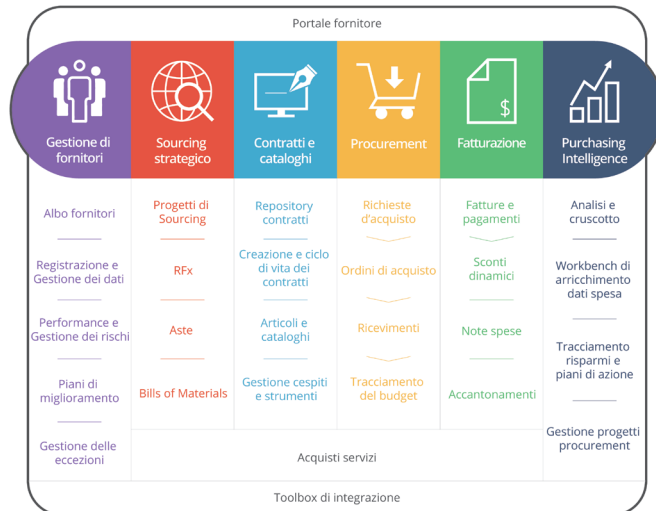 Portale fornitore
Gestione di
fornitori
Sourcing
strategico
Contratti e
cataloghi
Procurement
$
Fatturazione
Purchasing
Intelligence
Albo fornitori
Registrazione e
Gestione dei dati
Performance e
Gestione dei rischi
Piani di
miglioramento
Gestione delle
eccezioni
Progetti di
Sourcing
RFx
Aste
Bills of Materials
Repository
contratti
Creazione e ciclo
di vita dei
contratti
Articoli e
cataloghi
Gestione cespiti
e strumenti
Richieste
d'acquisto
Ordini di acquisto
Ricevimenti
Tracciamento
del budget
Fatture e
pagamenti
Sconti
dinamici
Note spese
Accantonamenti
Analisi e
cruscotto
Workbench di
arricchimento
dati spesa
Tracciamento
risparmi e
piani di azione
Gestione progetti
procurement
Acquisti servizi
Toolbox di integrazione